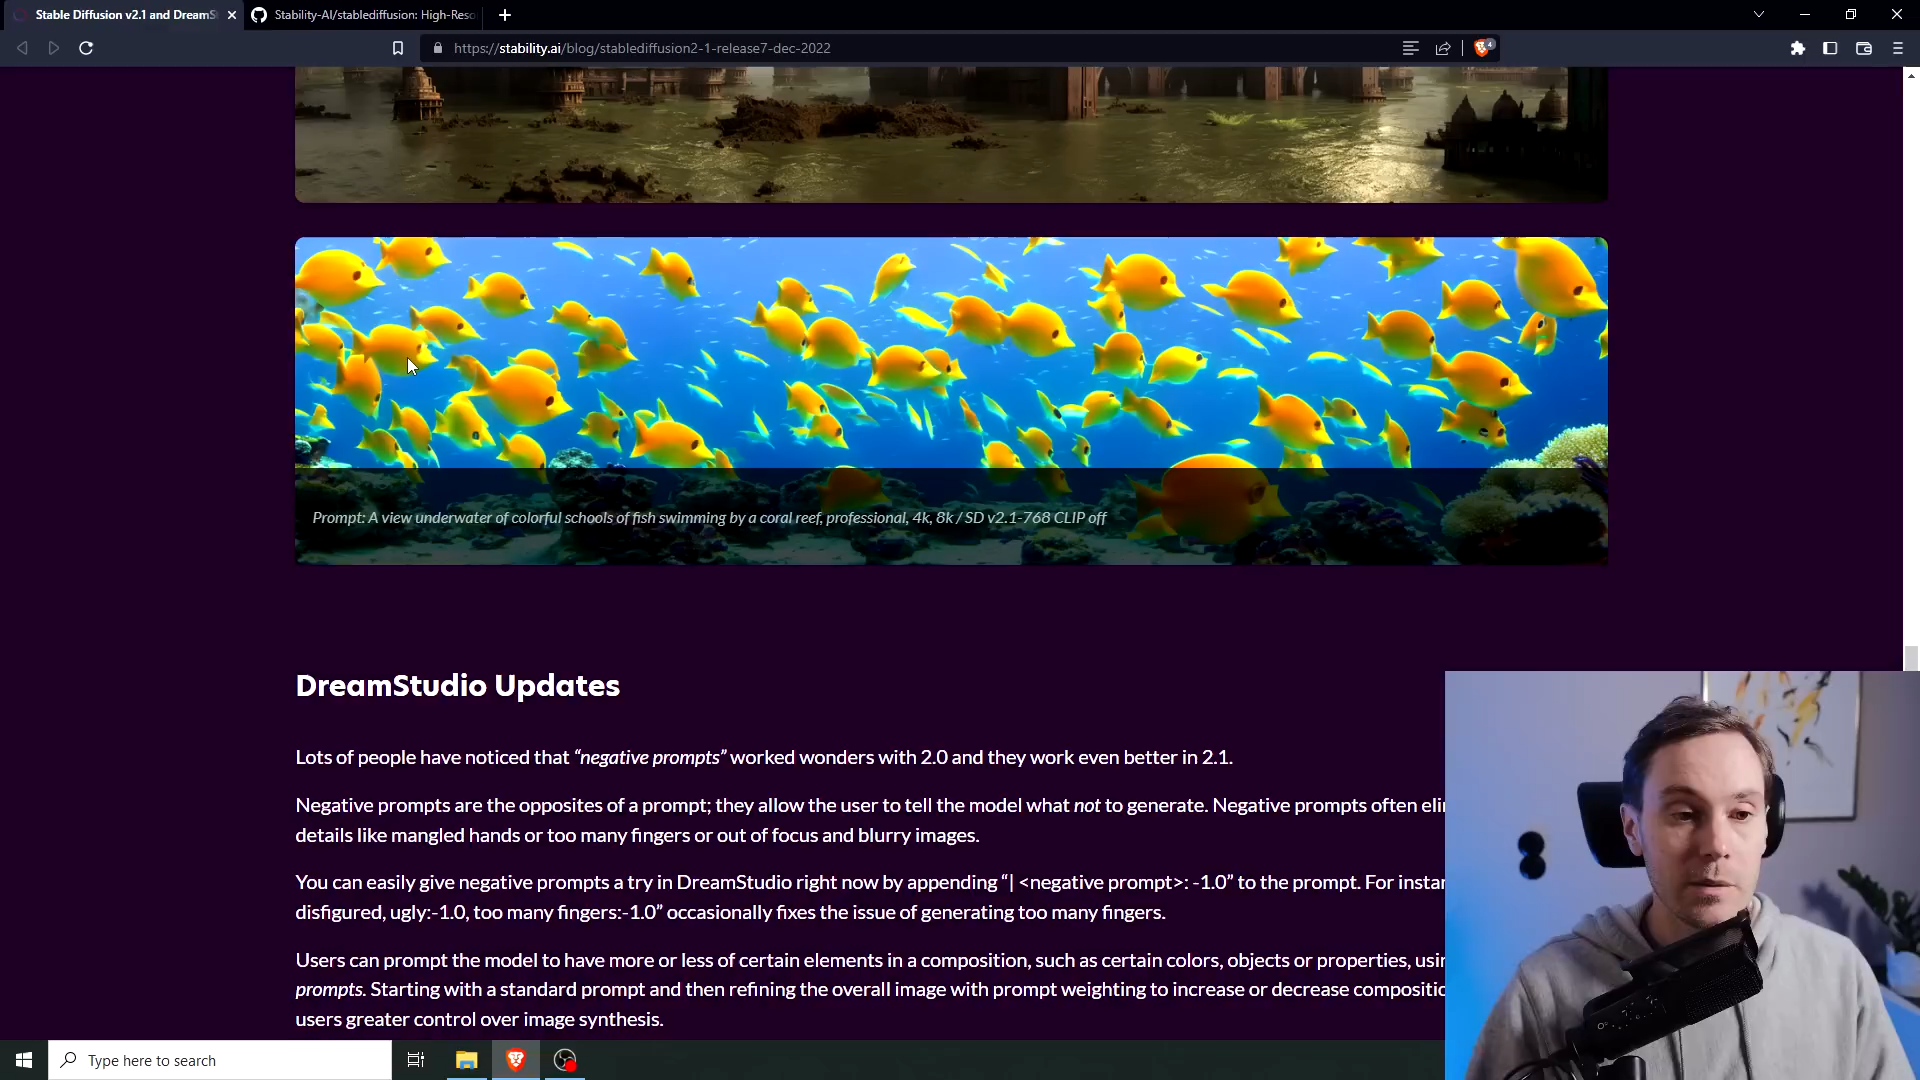 Stable Diffusion v2.1 and DreamS
Stability-AI/stablediffusion: High-Reso
https://stability.ai/blog/stablediffusion2-1-release7-dec-2022
4
Prompt: A view underwater of colorful schools of fish swimming by a coral reef, professional, 4k, 8k / SD v2.1-768 CLIP off
DreamStudio Updates
Lots of people have noticed that “negative prompts” worked wonders with 2.0 and they work even better in 2.1.
Negative prompts are the opposites of a prompt; they allow the user to tell the model what not to generate. Negative prompts often eli
details like mangled hands or too many fingers or out of focus and blurry images.
You can easily give negative prompts a try in DreamStudio right now by appending “| <negative prompt>: -1.0” to the prompt. For instan
disfigured, ugly:-1.0, too many fingers:-1.0” occasionally fixes the issue of generating too many fingers.
Users can prompt the model to have more or less of certain elements in a composition, such as certain colors, objects or properties, usin
prompts. Starting with a standard prompt and then refining the overall image with prompt weighting to increase or decrease compositio
users greater control over image synthesis.
Type here to search